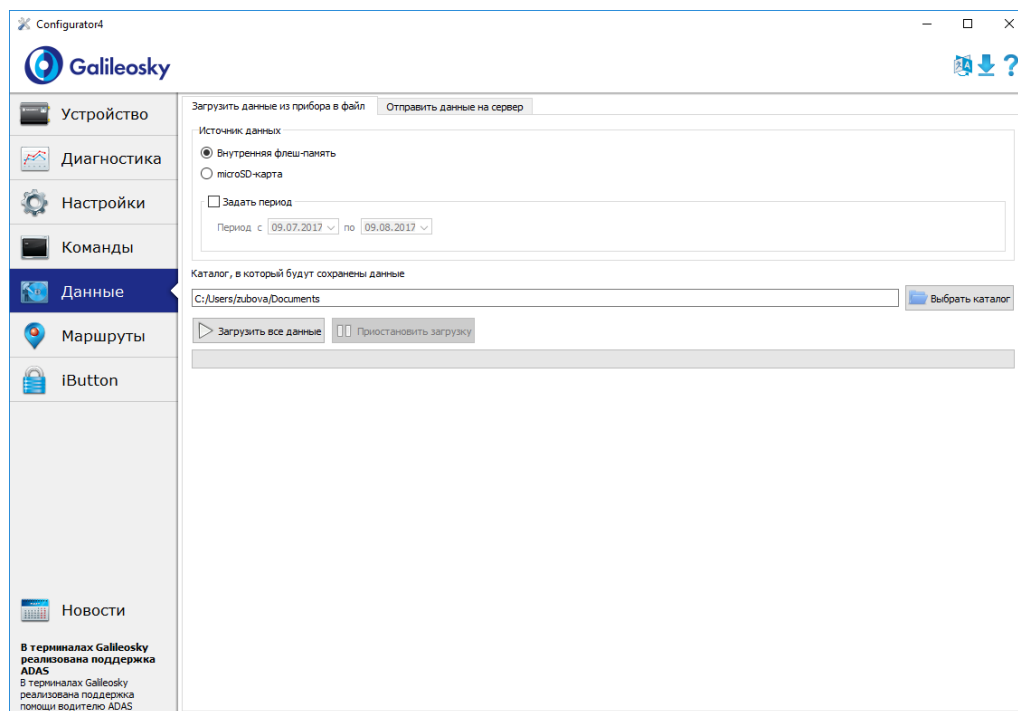 Configurator4
Galileosky
Устройство
Диагностика
Настройки
Команды
Данные
Маршруты
iButton
Загрузить данные из прибора в файл
Отправить данные на сервер
Источник данных
Внутренняя флеш-память
microSD-карта
Задать период
Период с 09.07.2017 по 09.08.2017
Каталог, в который будут сохранены данные
C:/Users/zubova/Documents
Выбрать каталог
Загрузить все данные
Приостановить загрузку
Новости
В терминалах Galileosky
реализована поддержка
ADAS
В терминалах Galileosky
реализована поддержка
помощи водителю ADAS